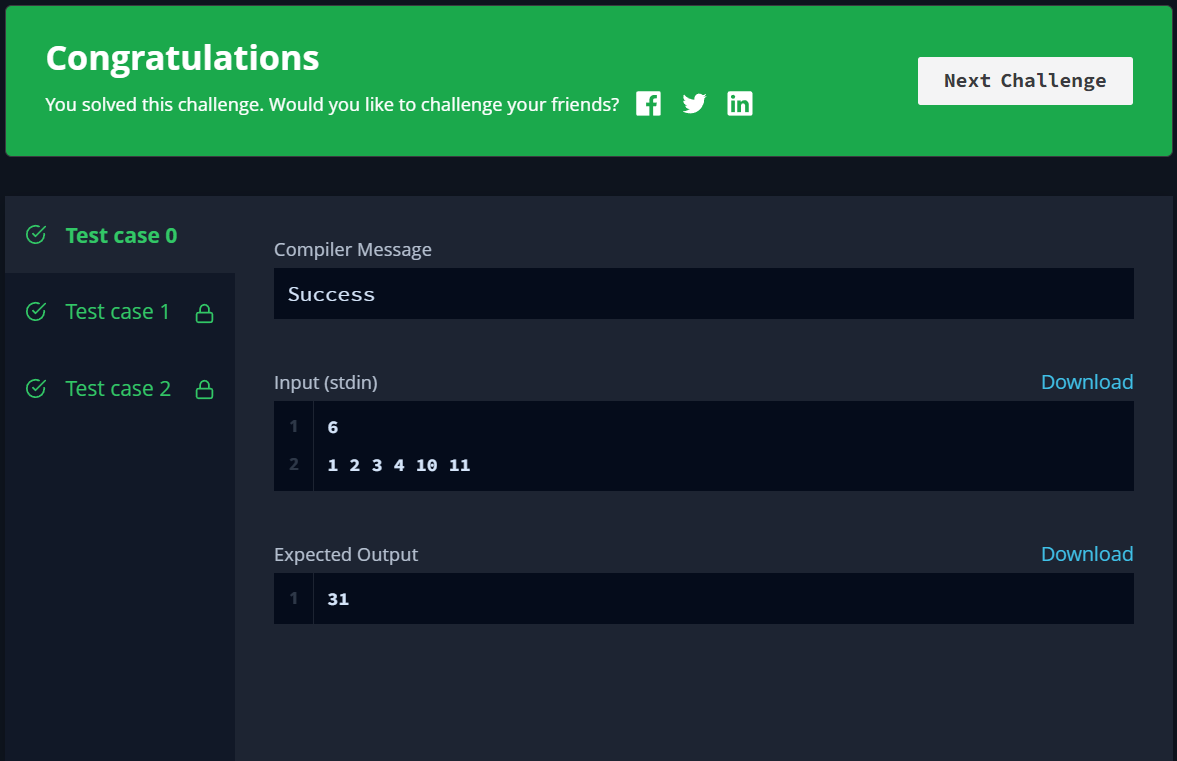 Congratulations
You solved this challenge. Would you like to challenge your friends?
Next Challenge
Test case 0
Test case 1
Test case 2
Compiler Message
Success
Input (stdin)
Download
1 6
2 1 2 3 4 10 11
Expected Output
Download
1 31